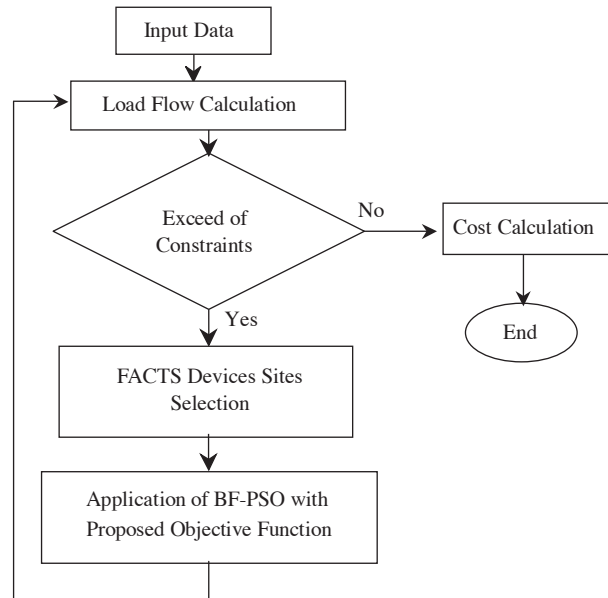 Input Data
Load Flow Calculation
Exceed of
Constraints
No
Cost Calculation
Yes
End
FACTS Devices Sites
Selection
Application of BF-PSO with
Proposed Objective Function